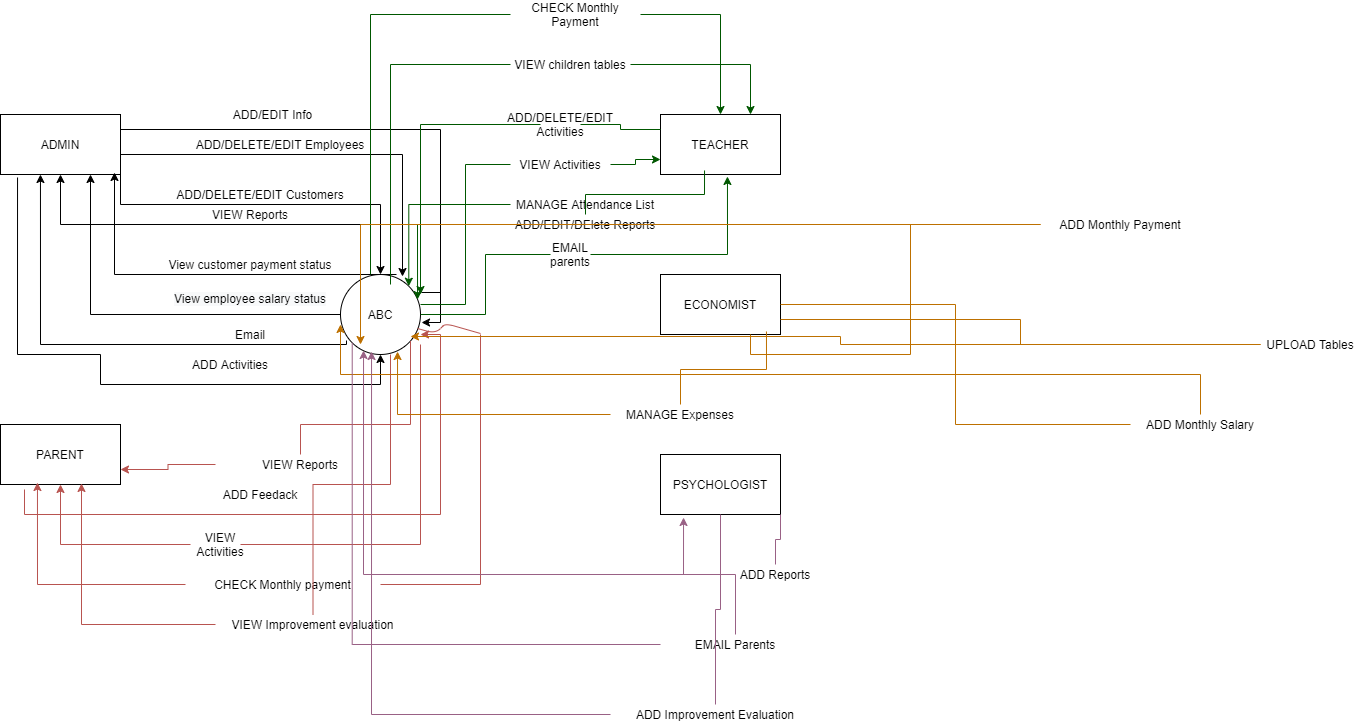 CHECK Monthly
Payment
VIEW children tables
ADD/EDIT Info
ADD/DELETE/EDIT
Activities
ADMIN
ADD/DELETE/EDIT Employees
TEACHER
VIEW Activities
ADD/DELETE/EDIT Customers
MANAGE Attendance List
VIEW Reports
ADD/EDIT/DElete Reports
ADD Monthly Payment
EMAIL
parents
View customer payment status
View employee salary status
ABC
ECONOMIST
Email
UPLOAD Tables
ADD Activities
MANAGE Expenses
ADD Monthly Salary
PARENT
VIEW Reports
PSYCHOLOGIST
ADD Feedack
VIEW
Activities
ADD Reports
CHECK Monthly payment
VIEW Improvement evaluation
EMAIL Parents
ADD Improvement Evaluation